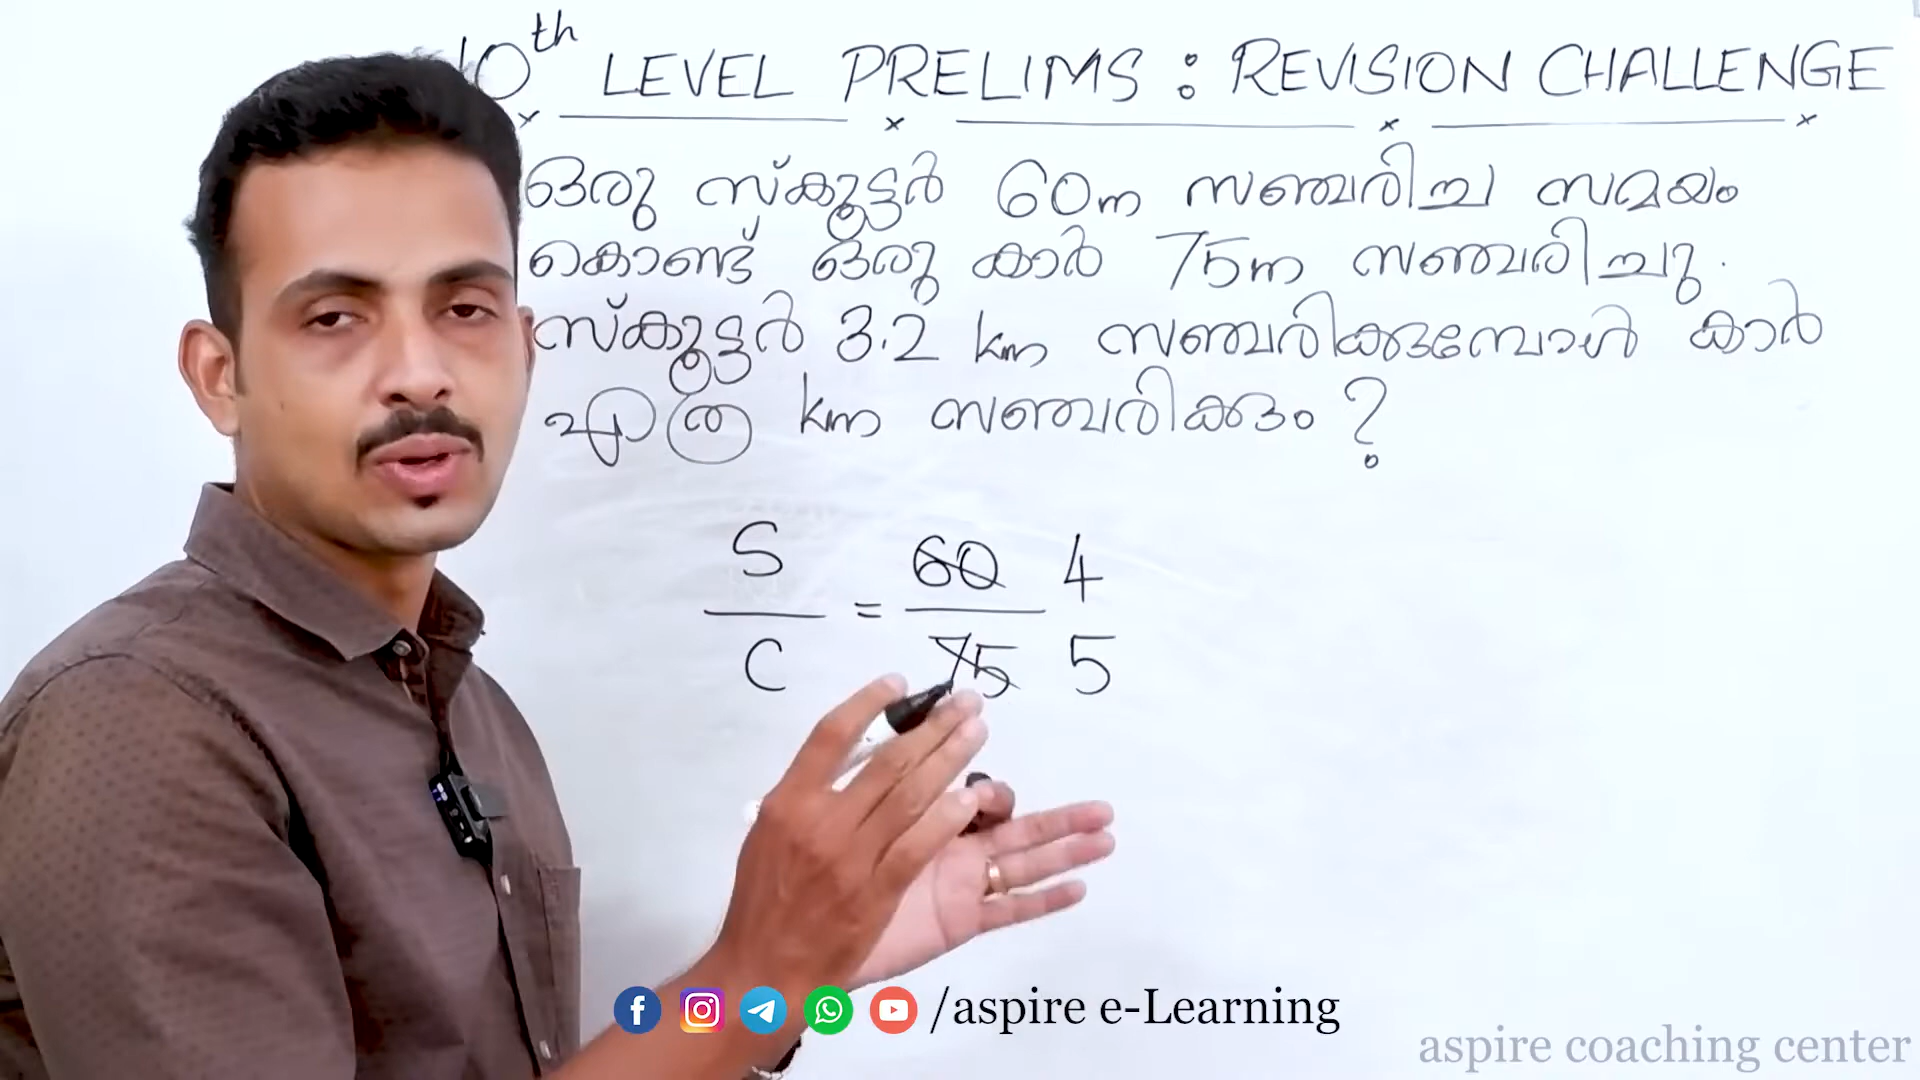 10th LEVEL PRELIMS : REVISION CHALLENGE
ഒരു സ്കൂട്ടർ 60m സഞ്ചരിച്ച സമയം
കൊണ്ട് ഒരു കാർ 75m സഞ്ചരിച്ചു.
സ്കൂട്ടർ 3.2 km സഞ്ചരിക്കുമ്പോൾ കാർ
എത്ര km സഞ്ചരിക്കും ?
S 60 4
=
C 75 5
/aspire e-Learning
aspire coaching center